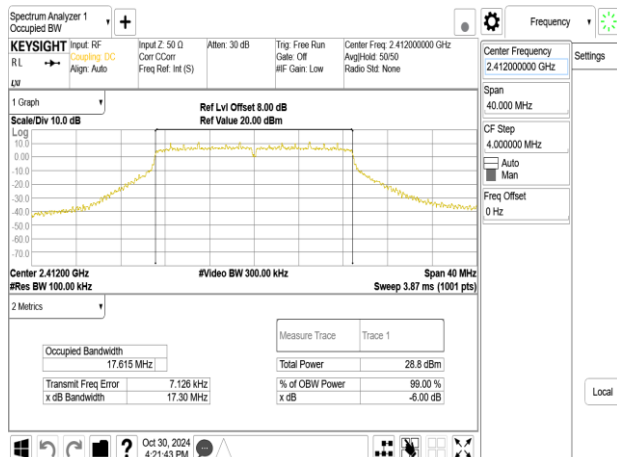 Spectrum Analyzer 1
Occupied BW
+
Frequency
KEYSIGHT
RL
Input: RF
Coupling: DC
Align: Auto
Input Z: 50 Ω
Corr CCorr
Freq Ref: Int (S)
Atten: 30 dB
Trig: Free Run
Gate: Off
#IF Gain: Low
Center Freq: 2.412000000 GHz
Avg|Hold: 50/50
Radio Std: None
Center Frequency
2.412000000 GHz
Settings
Span
40.000 MHz
CF Step
4.000000 MHz
Auto
Man
Freq Offset
0 Hz
Local
1 Graph
Scale/Div 10.0 dB
Ref Lvl Offset 8.00 dB
Ref Value 20.00 dBm
Log
10.0
0.00
-10.0
-20.0
-30.0
-40.0
-50.0
-60.0
-70.0
Center 2.41200 GHz
#Video BW 300.00 kHz
Span 40 MHz
#Res BW 100.00 kHz
Sweep 3.87 ms (1001 pts)
2 Metrics
Measure Trace Trace 1
Occupied Bandwidth
17.615 MHz
Total Power 28.8 dBm
Transmit Freq Error 7.126 kHz
% of OBW Power 99.00 %
x dB Bandwidth 17.30 MHz
x dB -6.00 dB
?
Oct 30, 2024
4:21:43 PM